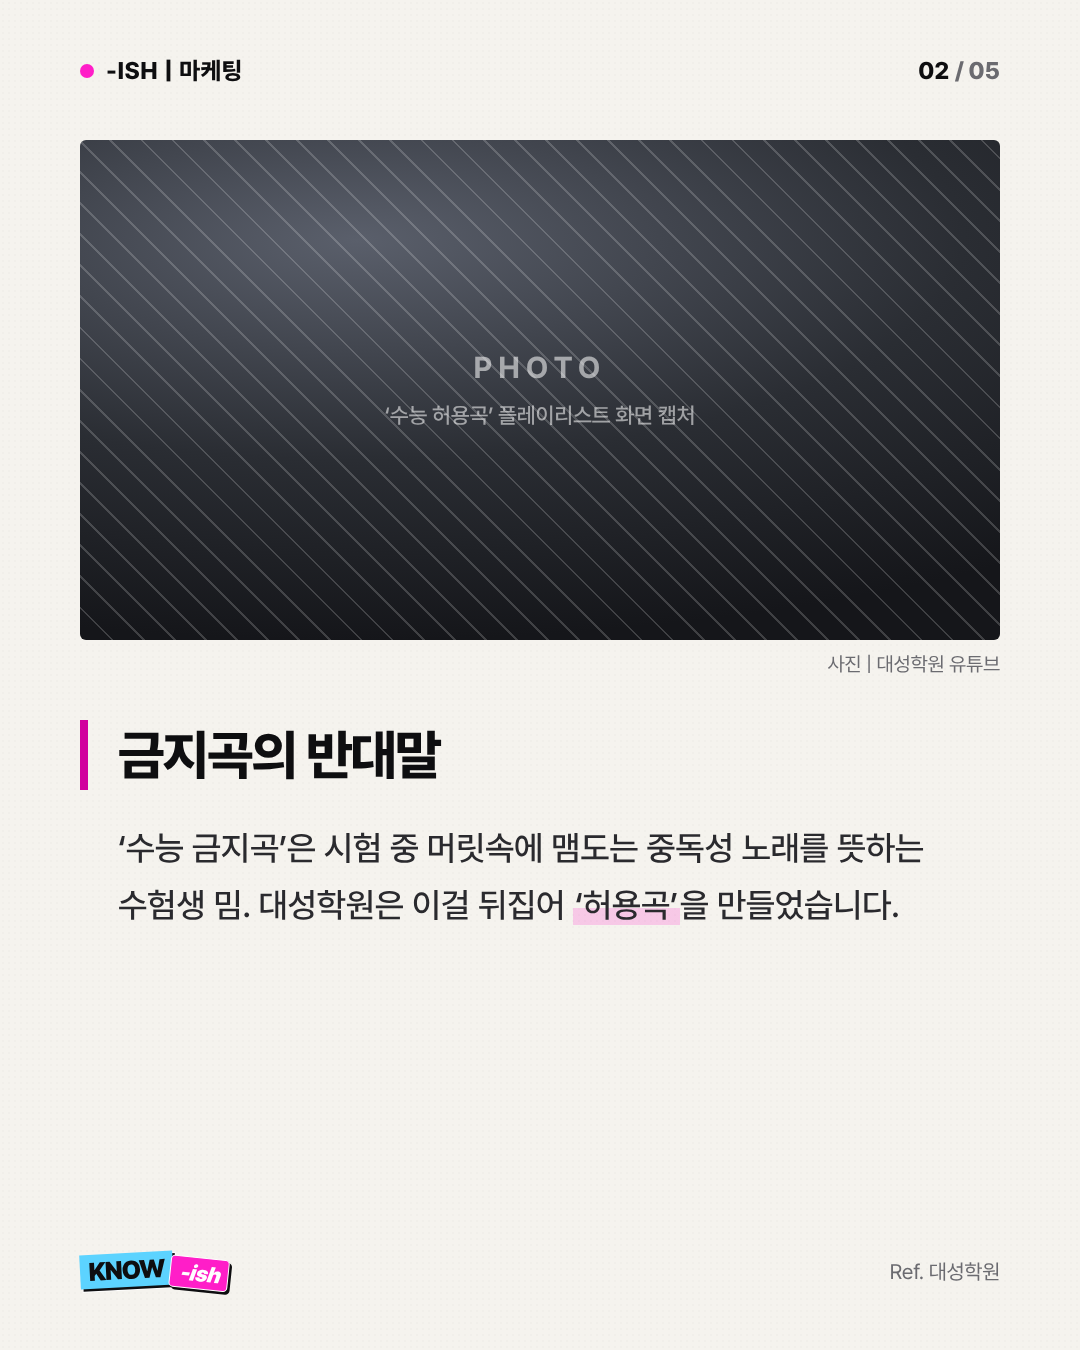 -ISH | 마케팅
02 / 05
PHOTO
‘수능 허용곡’ 플레이리스트 화면 캡처
사진 | 대성학원 유튜브
금지곡의 반대말
‘수능 금지곡’은 시험 중 머릿속에 맴도는 중독성 노래를 뜻하는
수험생 밈. 대성학원은 이걸 뒤집어 ‘허용곡’을 만들었습니다.
KNOW -ish
Ref. 대성학원